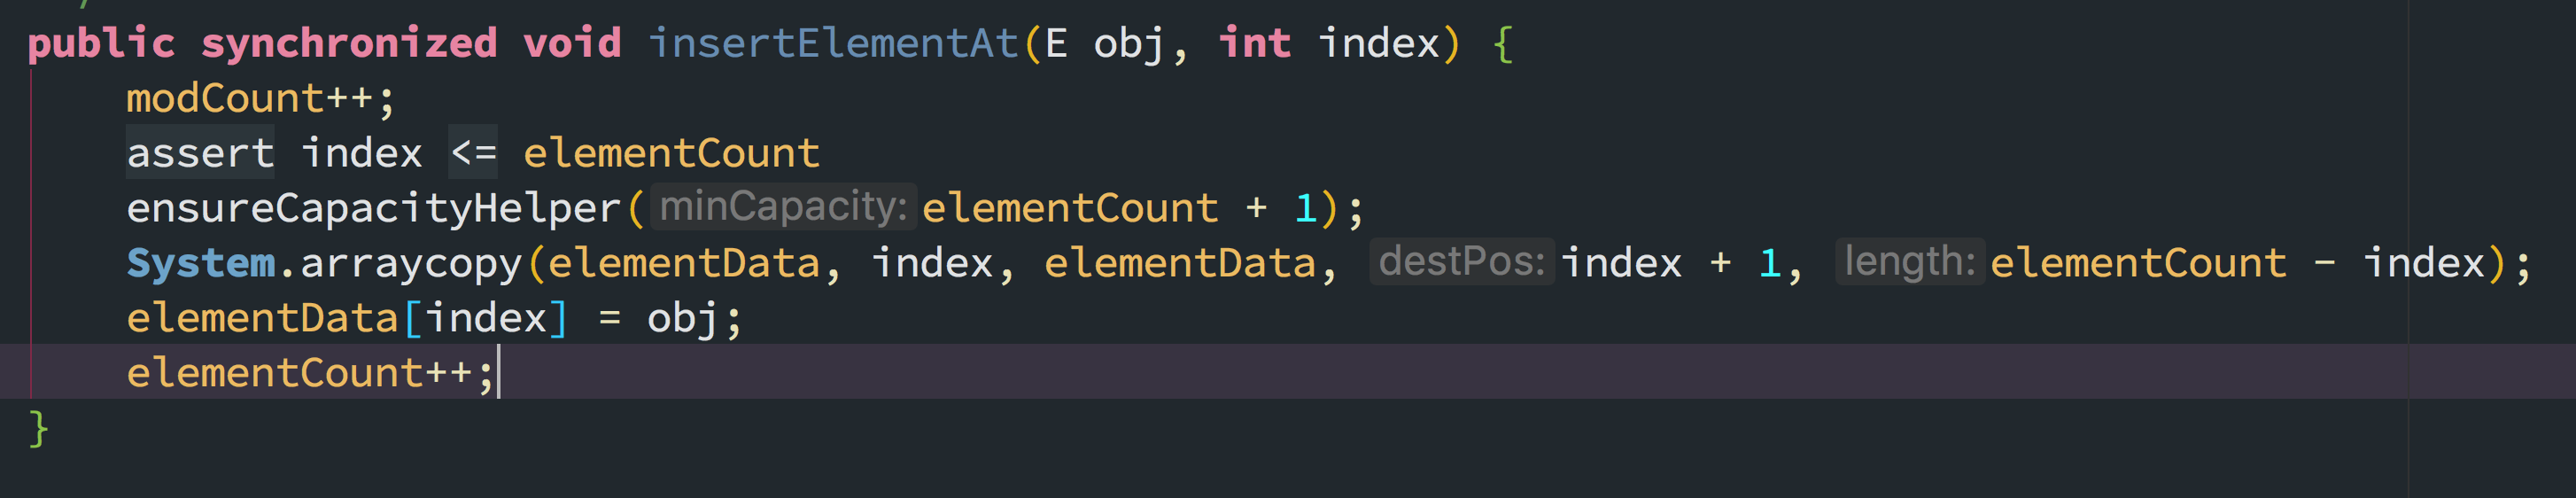 public synchronized void insertElementAt(E obj, int index) {
modCount++;
assert index <= elementCount
ensureCapacityHelper( minCapacity: elementCount + 1);
System.arraycopy(elementData, index, elementData, destPos: index + 1, length: elementCount - index);
elementData[index] = obj;
elementCount++;
}